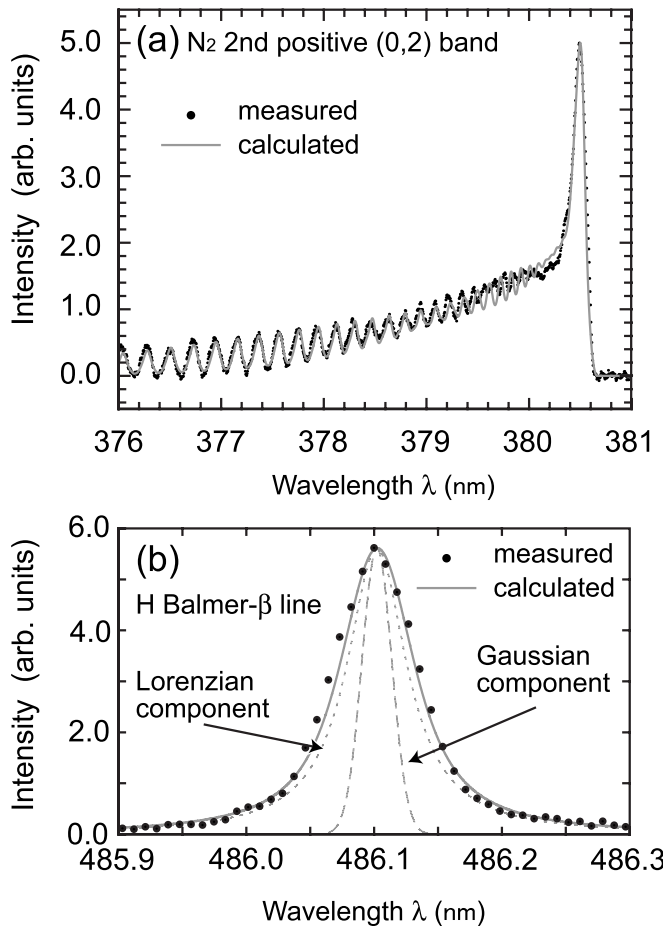 (a) N2 2nd positive (0,2) band
measured
calculated
Intensity (arb. units)
5.0
4.0
3.0
2.0
1.0
0.0
376 377 378 379 380 381
Wavelength λ (nm)
(b)
H Balmer-β line
measured
calculated
Lorenzian
component
Gaussian
component
Intensity (arb. units)
6.0
4.0
2.0
0.0
485.9 486.0 486.1 486.2 486.3
Wavelength λ (nm)